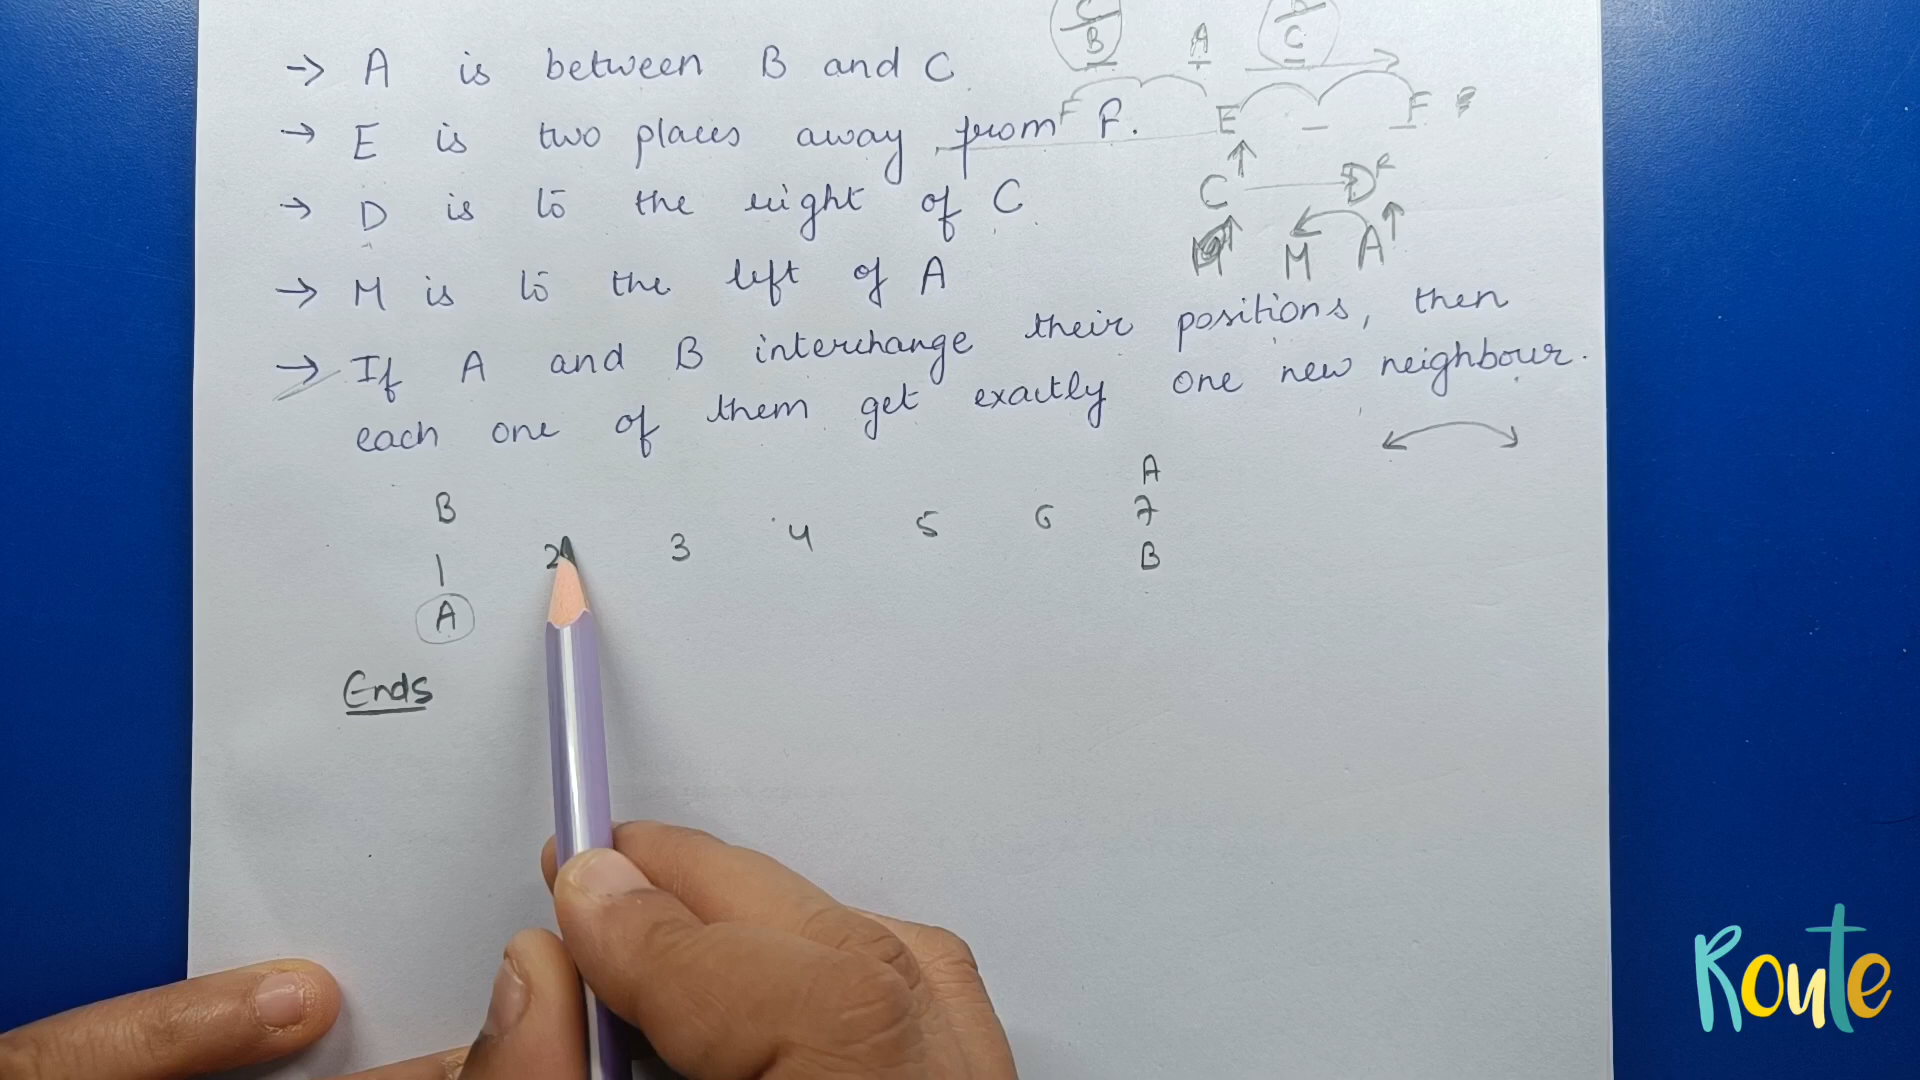 C
B A D
C
→ A is between B and C
→ E is two places away from F. F E _ F
→ D is to the right of C C → D
→ M is to the left of A M A
→ If A and B interchange their positions, then
each one of them get exactly one new neighbour.
A
B 7
1 2 3 4 5 6 B
A
Ends
Route